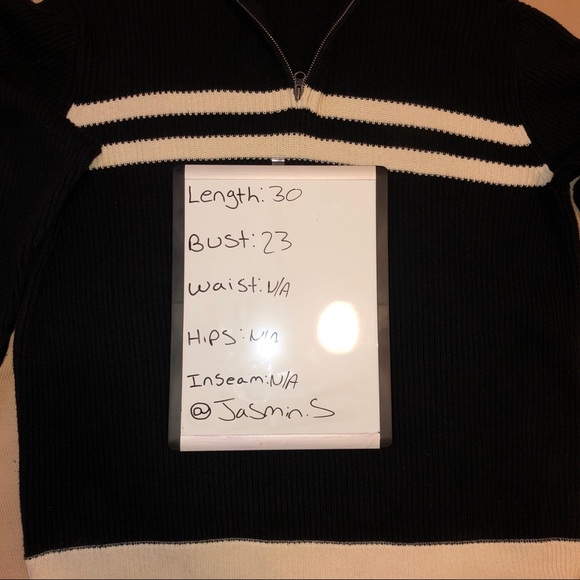 Length: 30
Bust: 23
Waist: N/A
Hips: N/A
Inseam: N/A
@ Jasmin.S